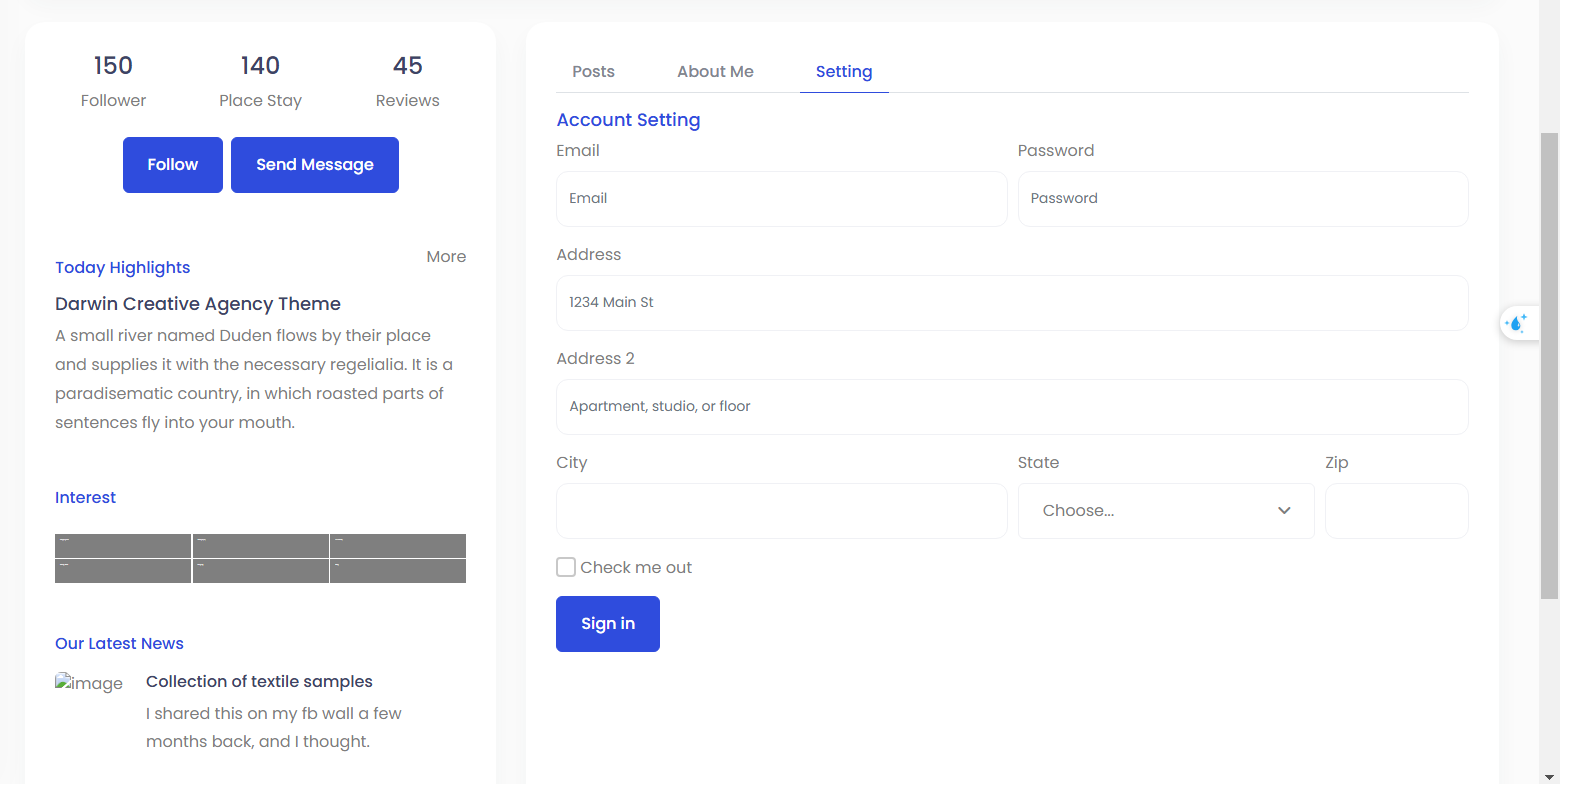 150
Follower
140
Place Stay
45
Reviews
Follow
Send Message
Today Highlights
More
Darwin Creative Agency Theme
A small river named Duden flows by their place
and supplies it with the necessary regelialia. It is a
paradisematic country, in which roasted parts of
sentences fly into your mouth.
Interest
Our Latest News
image
Collection of textile samples
I shared this on my fb wall a few
months back, and I thought.
Posts
About Me
Setting
Account Setting
Email
Password
Email
Password
Address
1234 Main St
Address 2
Apartment, studio, or floor
City
State
Zip
Choose...
Check me out
Sign in